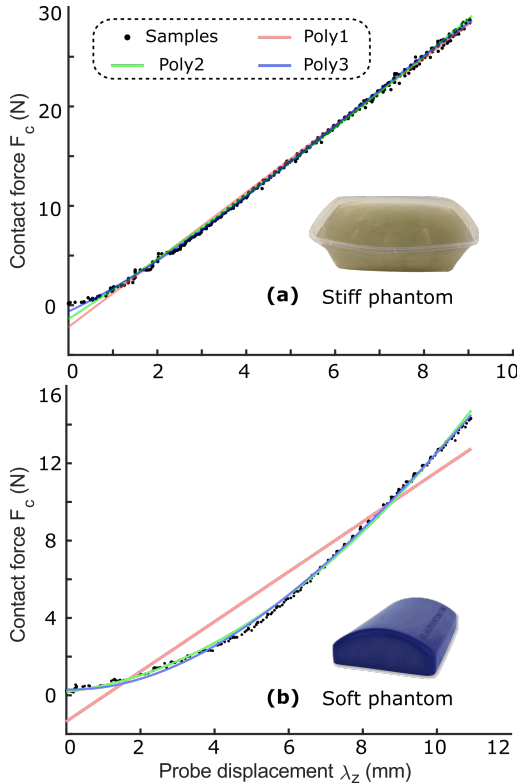 30
20
10
0
Contact force F_c (N)
Samples
Poly1
Poly2
Poly3
(a) Stiff phantom
0 2 4 6 8 10
16
12
8
4
0
Contact force F_c (N)
(b) Soft phantom
0 2 4 6 8 10 12
Probe displacement λ_z (mm)